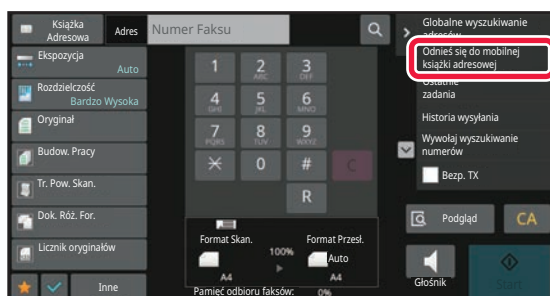 Książka
Adresowa
Adres
Numer Faksu
Ekspozycja
Auto
Rozdzielczość
Bardzo Wysoka
Oryginał
Budow. Pracy
Tr. Pow. Skan.
Dok. Róż. For.
Licznik oryginałów
Inne
1
2
ABC
3
DEF
4
GHI
5
JKL
6
MNO
7
PQRS
8
TUV
9
WXYZ
0
#
C
R
Format Skan.
100%
Format Przesł.
Auto
A4
A4
Pamięć odbioru faksów: 0%
Globalne wyszukiwanie
adresów
Odnieś się do mobilnej
książki adresowej
Ostatnie
zadania
Historia wysyłania
Wywołaj wyszukiwanie
numerów
Bezp. TX
Podgląd
CA
Głośnik
Start